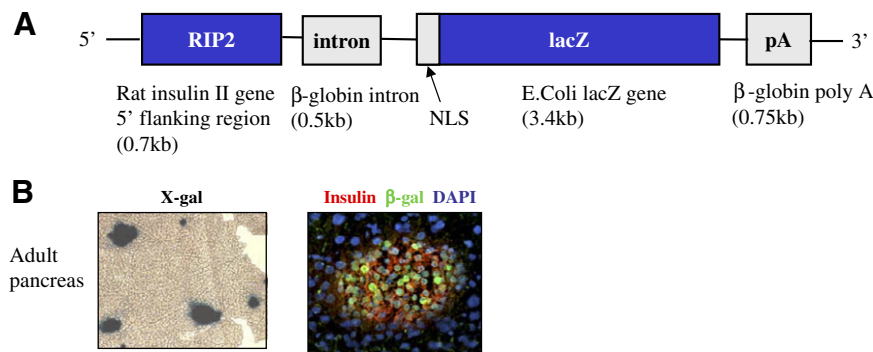 A
5’ RIP2 intron lacZ pA 3’
Rat insulin II gene
5’ flanking region
(0.7kb)
β-globin intron
(0.5kb)
NLS
E.Coli lacZ gene
(3.4kb)
β-globin poly A
(0.75kb)
B
X-gal
Insulin β-gal DAPI
Adult
pancreas